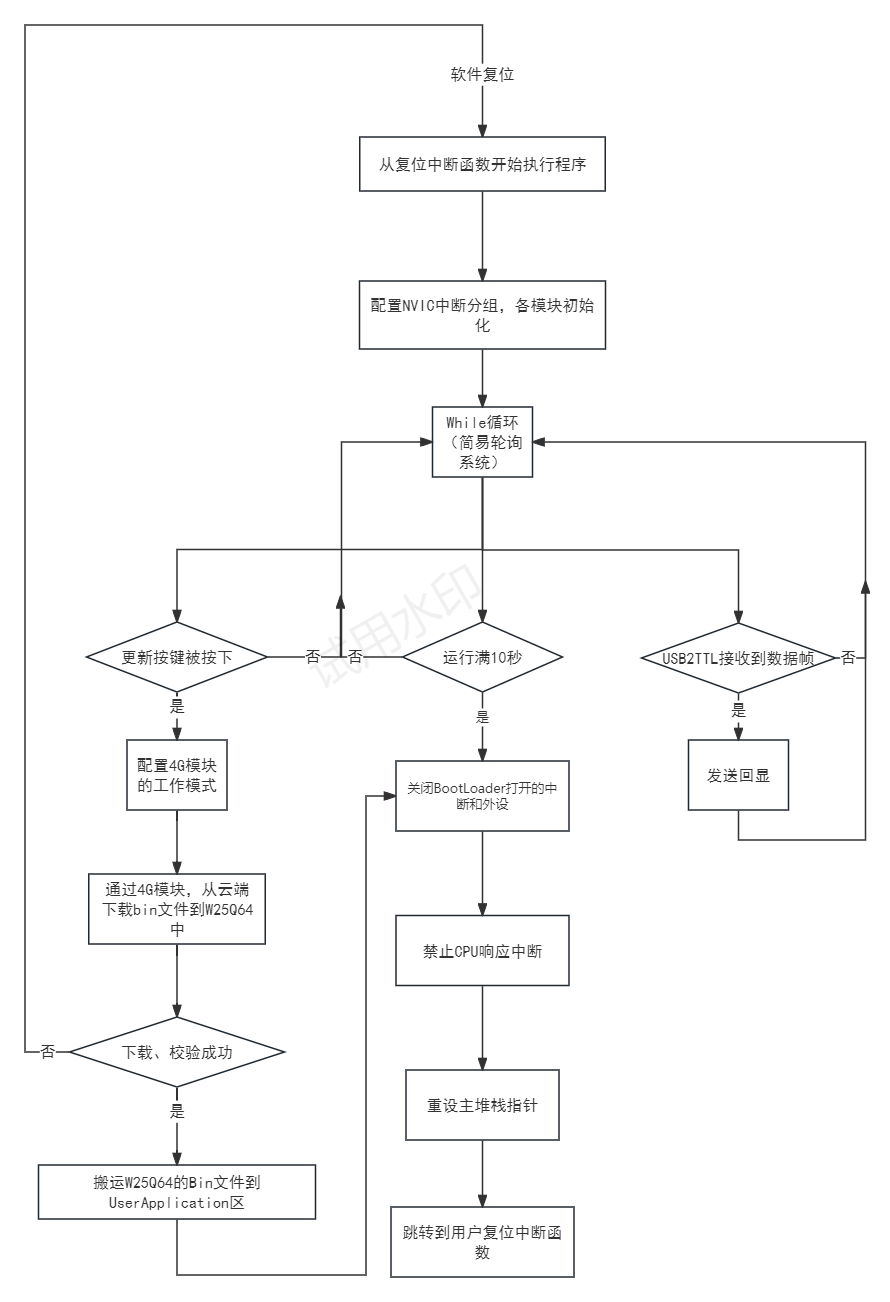 软件复位
从复位中断函数开始执行程序
配置NVIC中断分组，各模块初始
化
While循环
（简易轮询
系统）
试用水印
更新按键被按下
否
否
运行满10秒
USB2TTL接收到数据帧
否
是
是
是
配置4G模块
的工作模式
关闭BootLoader打开的中
断和外设
发送回显
通过4G模块，从云端
下载bin文件到W25Q64
中
禁止CPU响应中断
否
下载、校验成功
是
重设主堆栈指针
搬运W25Q64的Bin文件到
UserApplication区
跳转到用户复位中断函
数